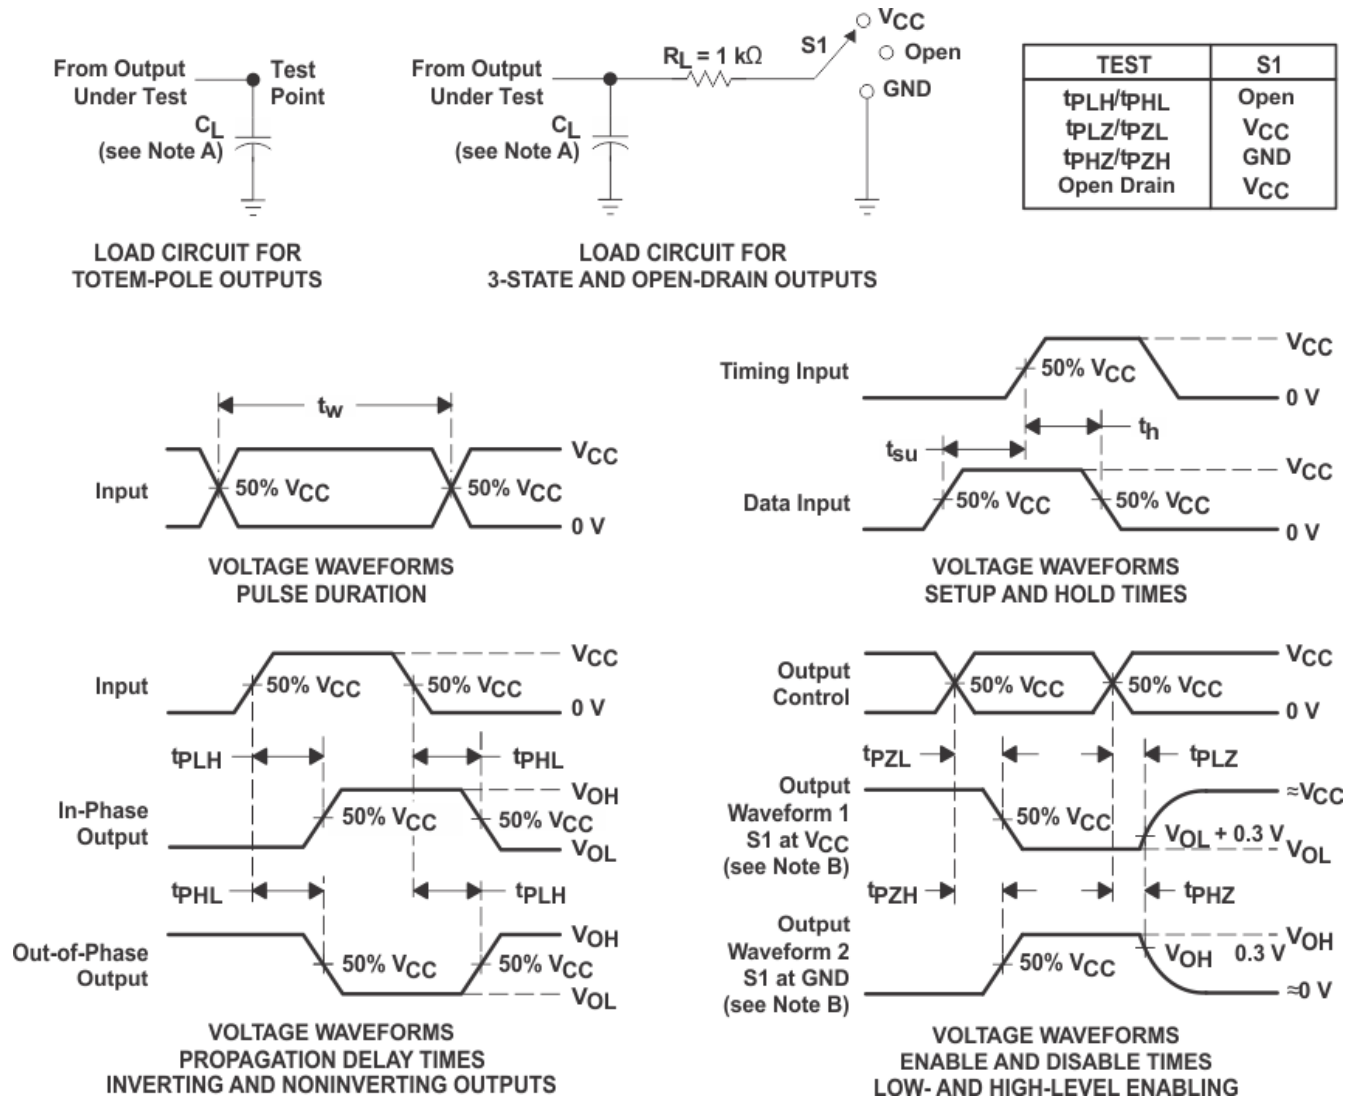 From Output
Under Test
Test
Point
CL
(see Note A)
LOAD CIRCUIT FOR
TOTEM-POLE OUTPUTS
From Output
Under Test
RL = 1 kΩ
S1
VCC
Open
GND
CL
(see Note A)
LOAD CIRCUIT FOR
3-STATE AND OPEN-DRAIN OUTPUTS
TEST S1
tPLH/tPHL Open
tPLZ/tPZL VCC
tPHZ/tPZH GND
Open Drain VCC
tw
Input
50% VCC
50% VCC
VCC
0 V
VOLTAGE WAVEFORMS
PULSE DURATION
Timing Input
50% VCC
VCC
0 V
tsu
th
Data Input
50% VCC
50% VCC
VCC
0 V
VOLTAGE WAVEFORMS
SETUP AND HOLD TIMES
Input
50% VCC
50% VCC
VCC
0 V
tPLH
tPHL
In-Phase
Output
50% VCC
50% VCC
VOH
VOL
tPHL
tPLH
Out-of-Phase
Output
50% VCC
50% VCC
VOH
VOL
VOLTAGE WAVEFORMS
PROPAGATION DELAY TIMES
INVERTING AND NONINVERTING OUTPUTS
Output
Control
50% VCC
50% VCC
VCC
0 V
tPZL
tPLZ
Output
Waveform 1
S1 at VCC
(see Note B)
50% VCC
VOL + 0.3 V
≈VCC
VOL
tPZH
tPHZ
Output
Waveform 2
S1 at GND
(see Note B)
50% VCC
VOH 0.3 V
VOH
≈0 V
VOLTAGE WAVEFORMS
ENABLE AND DISABLE TIMES
LOW- AND HIGH-LEVEL ENABLING